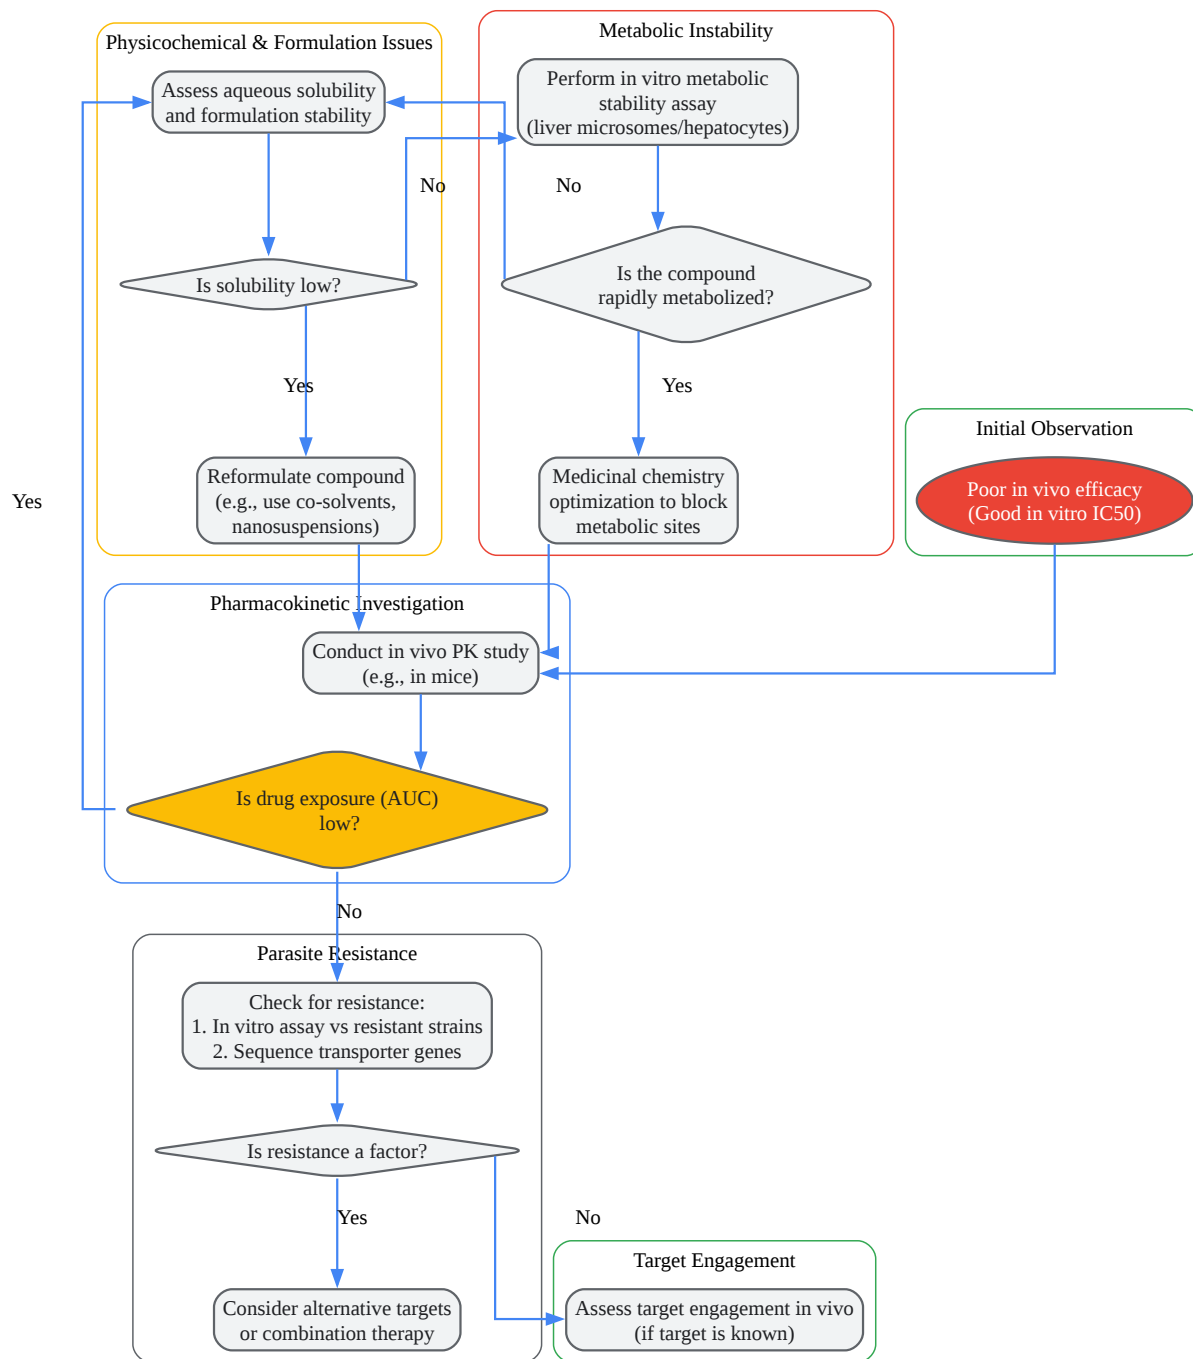 Physicochemical & Formulation Issues
Assess aqueous solubility
and formulation stability
No
Is solubility low?
Yes
Reformulate compound
(e.g., use co-solvents,
nanosuspensions)
Metabolic Instability
Perform in vitro metabolic
stability assay
(liver microsomes/hepatocytes)
No
Is the compound
rapidly metabolized?
Yes
Medicinal chemistry
optimization to block
metabolic sites
Initial Observation
Poor in vivo efficacy
(Good in vitro IC50)
Yes
Pharmacokinetic Investigation
Conduct in vivo PK study
(e.g., in mice)
Is drug exposure (AUC)
low?
No
Parasite Resistance
Check for resistance:
1. In vitro assay vs resistant strains
2. Sequence transporter genes
Is resistance a factor?
Yes
No
Consider alternative targets
or combination therapy
Target Engagement
Assess target engagement in vivo
(if target is known)